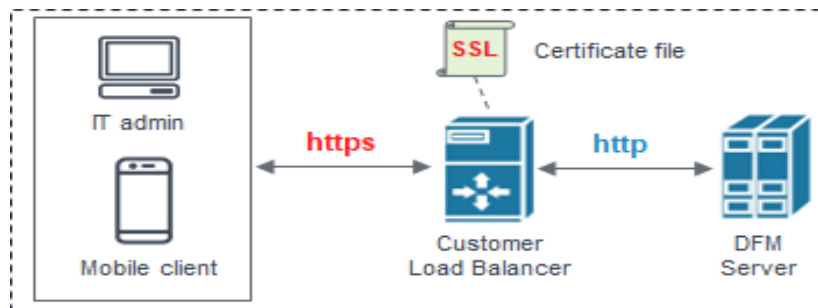 SSL
Certificate file
IT admin
https
http
Mobile client
Customer
Load Balancer
DFM
Server